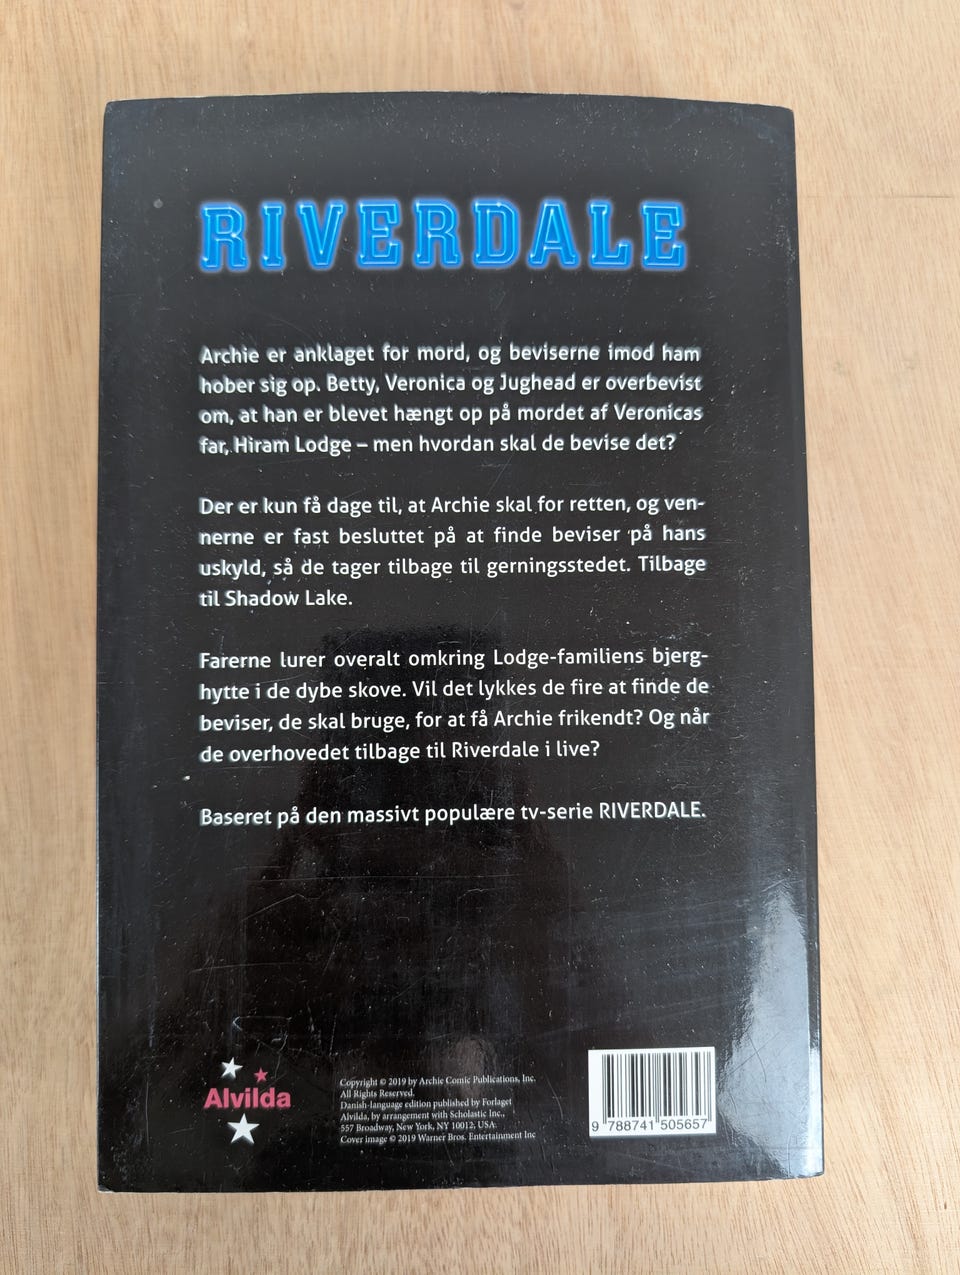 RIVERDALE
Archie er anklaget for mord, og beviserne imod ham
hober sig op. Betty, Veronica og Jughead er overbevist
om, at han er blevet hængt op på mordet af Veronicas
far, Hiram Lodge – men hvordan skal de bevise det?
Der er kun få dage til, at Archie skal for retten, og ven-
nerne er fast besluttet på at finde beviser på hans
uskyld, så de tager tilbage til gerningsstedet. Tilbage
til Shadow Lake.
Farerne lurer overalt omkring Lodge-familiens bjerg-
hytte i de dybe skove. Vil det lykkes de fire at finde de
beviser, de skal bruge, for at få Archie frikendt? Og når
de overhovedet tilbage til Riverdale i live?
Baseret på den massivt populære tv-serie RIVERDALE.
Alvilda
Copyright © 2019 by Archie Comic Publications, Inc.
All Rights Reserved.
Danish-language edition published by Forlaget
Alvilda, by arrangement with Scholastic Inc.,
557 Broadway, New York, NY 10012, USA.
Cover image © 2019 Warner Bros. Entertainment Inc
9 788741 505657